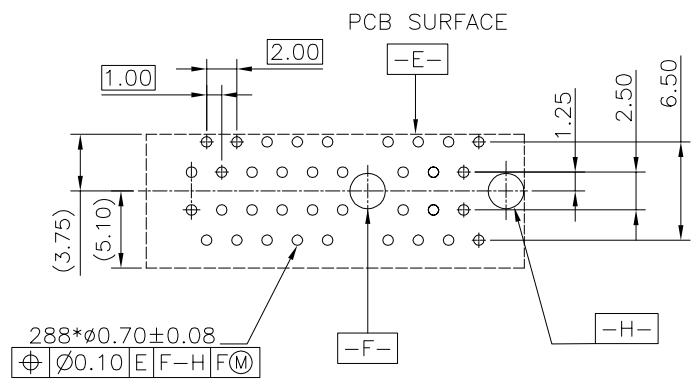 PCB SURFACE
2.00
-E-
1.00
1.25
2.50
6.50
(3.75)
(5.10)
288*ø0.70±0.08
⌖ Ø0.10 E F-H FⓂ
-F-
-H-